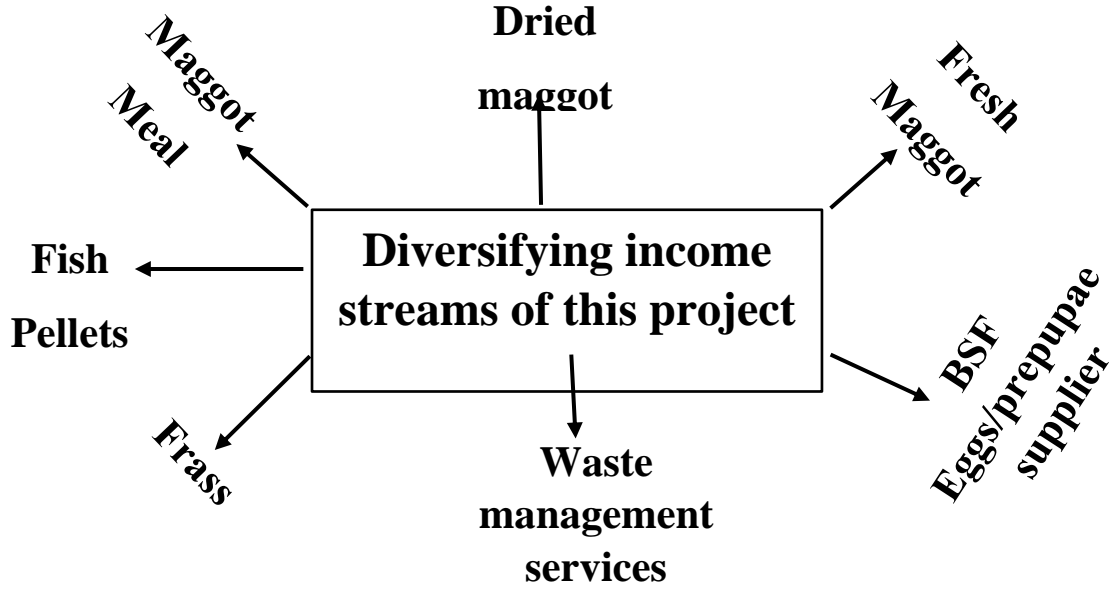 Dried
maggot
Maggot
Meal
Fresh
Maggot
Diversifying income
streams of this project
Fish
Pellets
BSF
Eggs/prepupae
supplier
Frass
Waste
management
services